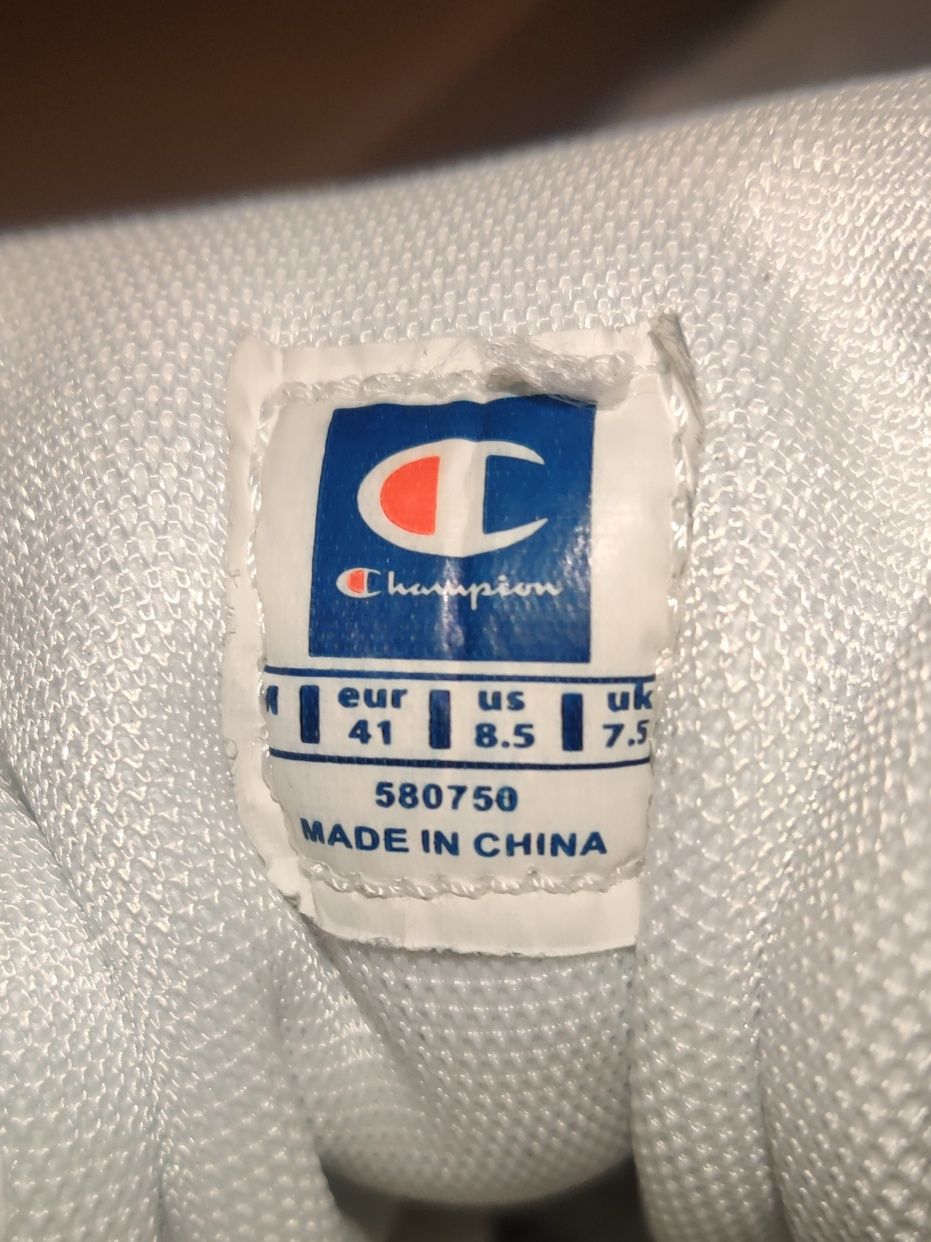 Champion
eur us uk
41 8.5 7.5
580750
MADE IN CHINA